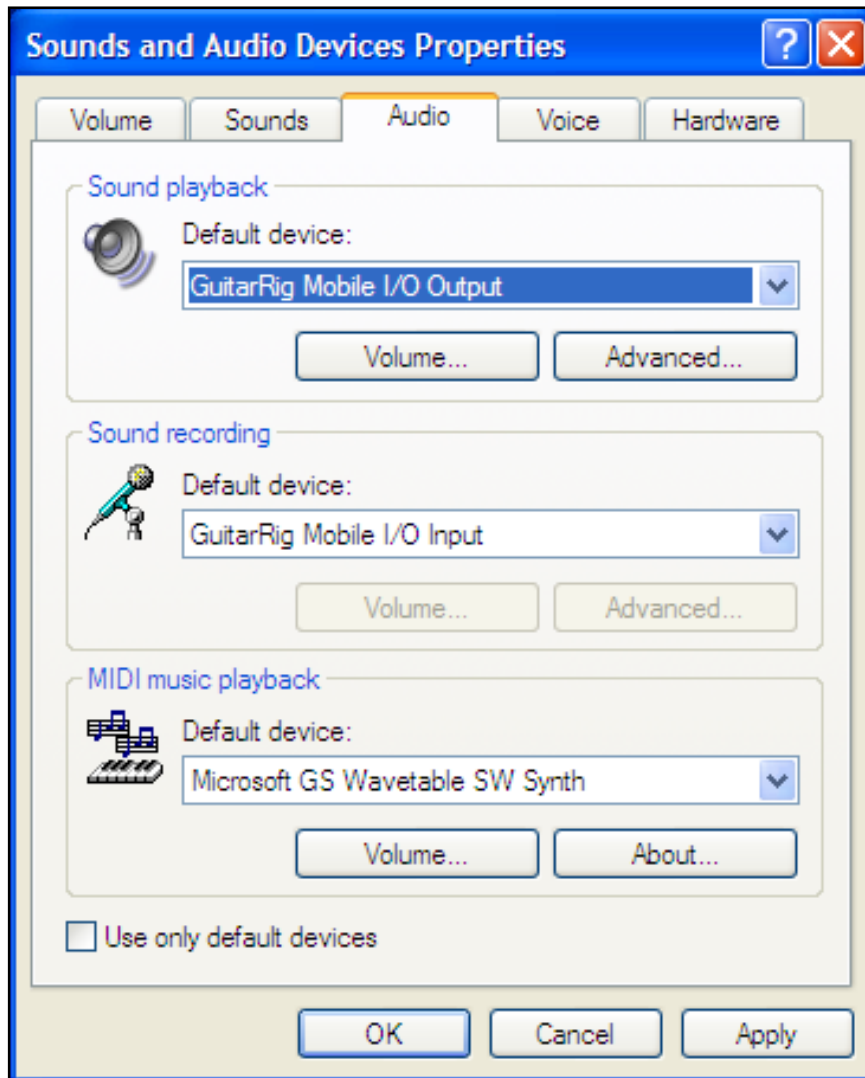 Sounds and Audio Devices Properties
Volume Sounds Audio Voice Hardware
Sound playback
Default device:
GuitarRig Mobile I/O Output
Volume... Advanced...
Sound recording
Default device:
GuitarRig Mobile I/O Input
Volume... Advanced...
MIDI music playback
Default device:
Microsoft GS Wavetable SW Synth
Volume... About...
Use only default devices
OK Cancel Apply